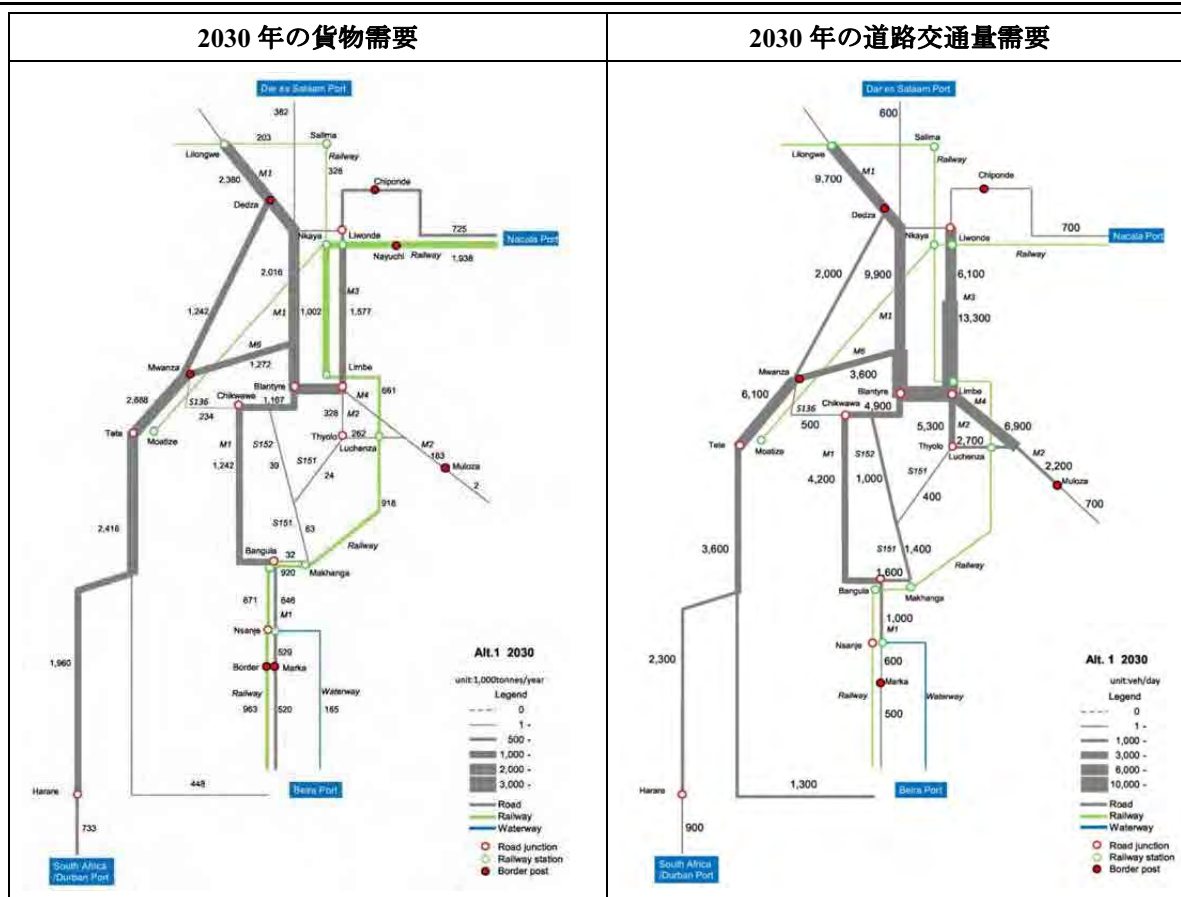 2030 年の貨物需要
Dar es Salaam Port
362
203
Salima
Lilongwe
Railway
M1
328
2,380
Chiponde
Dedza
725
Nkaya
Liwonde
Nacala Port
Nayuchi
Railway
1,938
2,016
M3
1,242
M1
1,002
1,577
M6
Mwanza
1,272
Limbe
Blantyre
Chikwawa
1,107
M4
661
2,688
S136
234
328
M2
Tete
Moatize
Thyolo
262
M1
S152
Luchenza
M2
183
1,242
30
S151
24
Muloza
2
918
2,416
S151
63
Railway
Bangula
32
920
Makhanga
671
646
M1
Nsanje
529
1,960
Border
Marka
Railway
Waterway
963
520
165
448
Beira Port
Harare
733
South Africa
/Durban Port
Alt.1 2030
unit:1,000tonnes/year
Legend
0
1 -
500 -
1,000 -
2,000 -
3,000 -
Road
Railway
Waterway
Road junction
Railway station
Border post
2030 年の道路交通量需要
Dar es Salaam Port
600
Salima
Lilongwe
Railway
M1
9,700
Chiponde
Dedza
700
Nkaya
Liwonde
Nacala Port
Railway
2,000
9,900
6,100
M3
M1
13,300
M6
Mwanza
3,600
Blantyre
Limbe
6,100
Chikwawa
4,900
M4
S136
500
5,300
M2
6,900
Tete
Moatize
Thyolo
2,700
M1
S152
Luchenza
M2
4,200
1,000
S151
2,200
Muloza
400
700
3,600
S151
1,400
Railway
1,600
Bangula
Makhanga
1,000
M1
Nsanje
600
2,300
Marka
Railway
Waterway
500
1,300
Beira Port
Harare
900
South Africa
/Durban Port
Alt. 1 2030
unit:veh/day
Legend
0
1 -
1,000 -
3,000 -
6,000 -
10,000 -
Road
Railway
Waterway
Road junction
Railway station
Border post